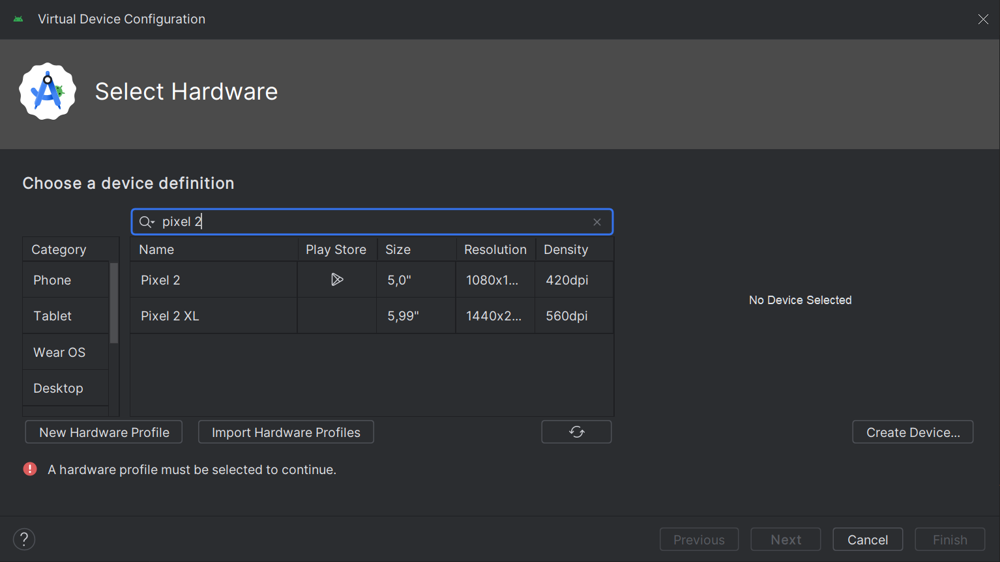 Virtual Device Configuration
Select Hardware
Choose a device definition
pixel 2
Category
Name Play Store Size Resolution Density
Phone
Pixel 2 5,0" 1080x1... 420dpi
Tablet
Pixel 2 XL 5,99" 1440x2... 560dpi
No Device Selected
Wear OS
Desktop
New Hardware Profile Import Hardware Profiles Create Device...
A hardware profile must be selected to continue.
? Previous Next Cancel Finish